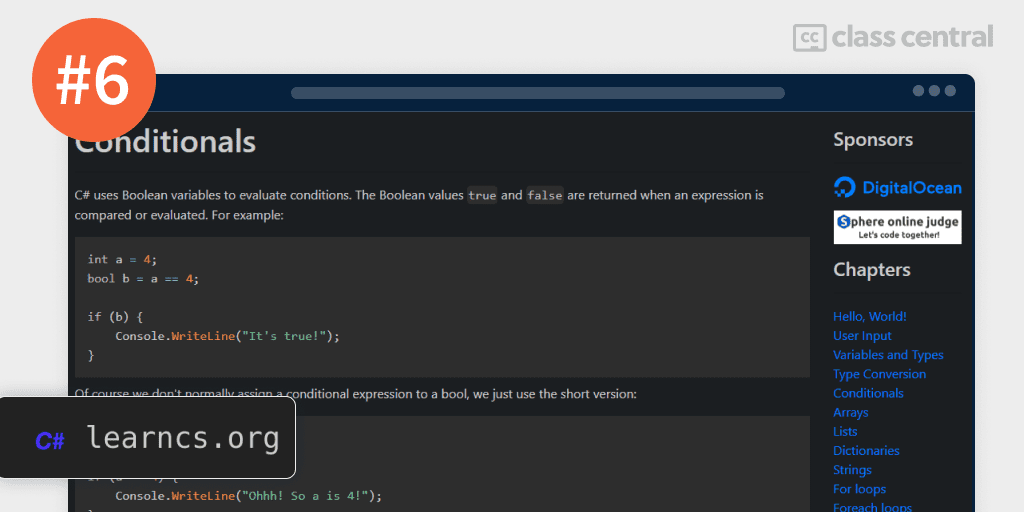 #6
cc class central
Conditionals
C# uses Boolean variables to evaluate conditions. The Boolean values true and false are returned when an expression is
compared or evaluated. For example:
int a = 4;
bool b = a == 4;
if (b) {
Console.WriteLine("It's true!");
}
Of course we don't normally assign a conditional expression to a bool, we just use the short version:
Console.WriteLine("Ohhh! So a is 4!");
C# learncs.org
Sponsors
DigitalOcean
Sphere online judge
Let's code together!
Chapters
Hello, World!
User Input
Variables and Types
Type Conversion
Conditionals
Arrays
Lists
Dictionaries
Strings
For loops
Foreach loops